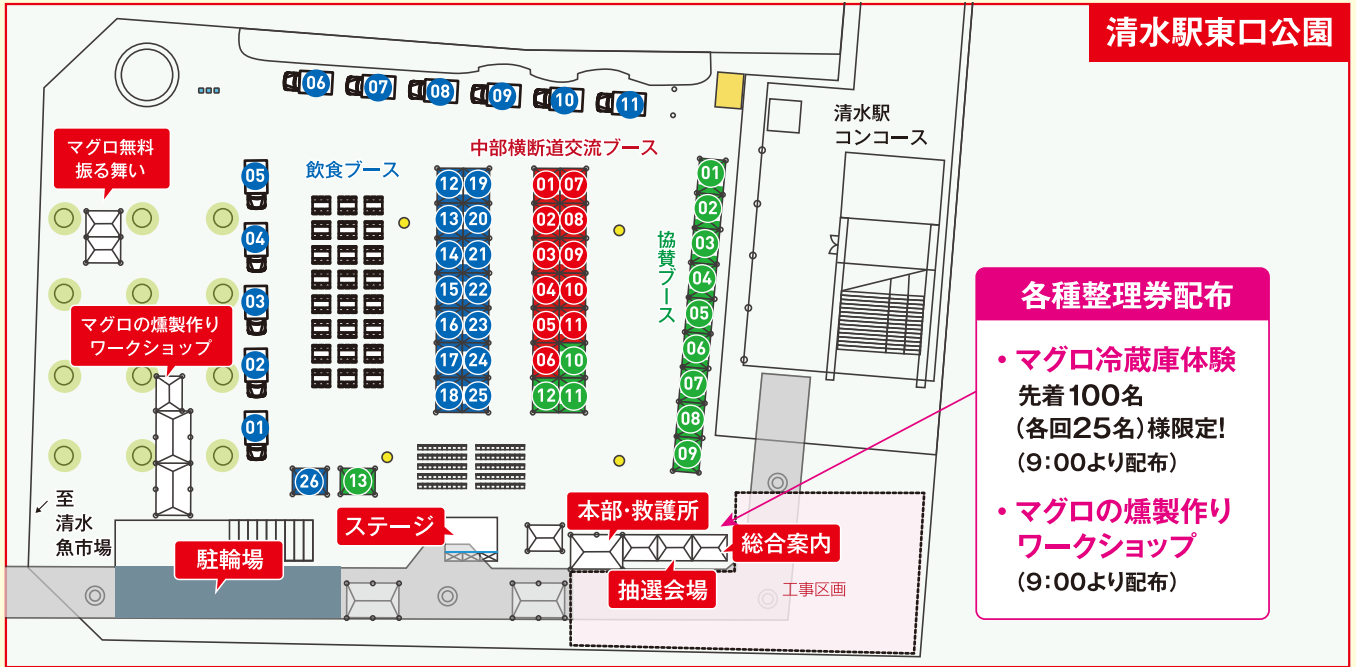 清水駅東口公園
06
07
08
09
10
11
清水駅
コンコース
マグロ無料
振る舞い
飲食ブース
中部横断道交流ブース
協賛ブース
05
04
03
02
01
12 19
13 20
14 21
15 22
16 23
17 24
18 25
01 07
02 08
03 09
04 10
05 11
06 10
12 11
01
02
03
04
05
06
07
08
09
マグロの燻製作り
ワークショップ
26
13
至
清水
魚市場
駐輪場
ステージ
本部・救護所
総合案内
抽選会場
工事区画
各種整理券配布
・マグロ冷蔵庫体験
先着100名
(各回25名)様限定!
(9:00より配布)
・マグロの燻製作り
ワークショップ
(9:00より配布)